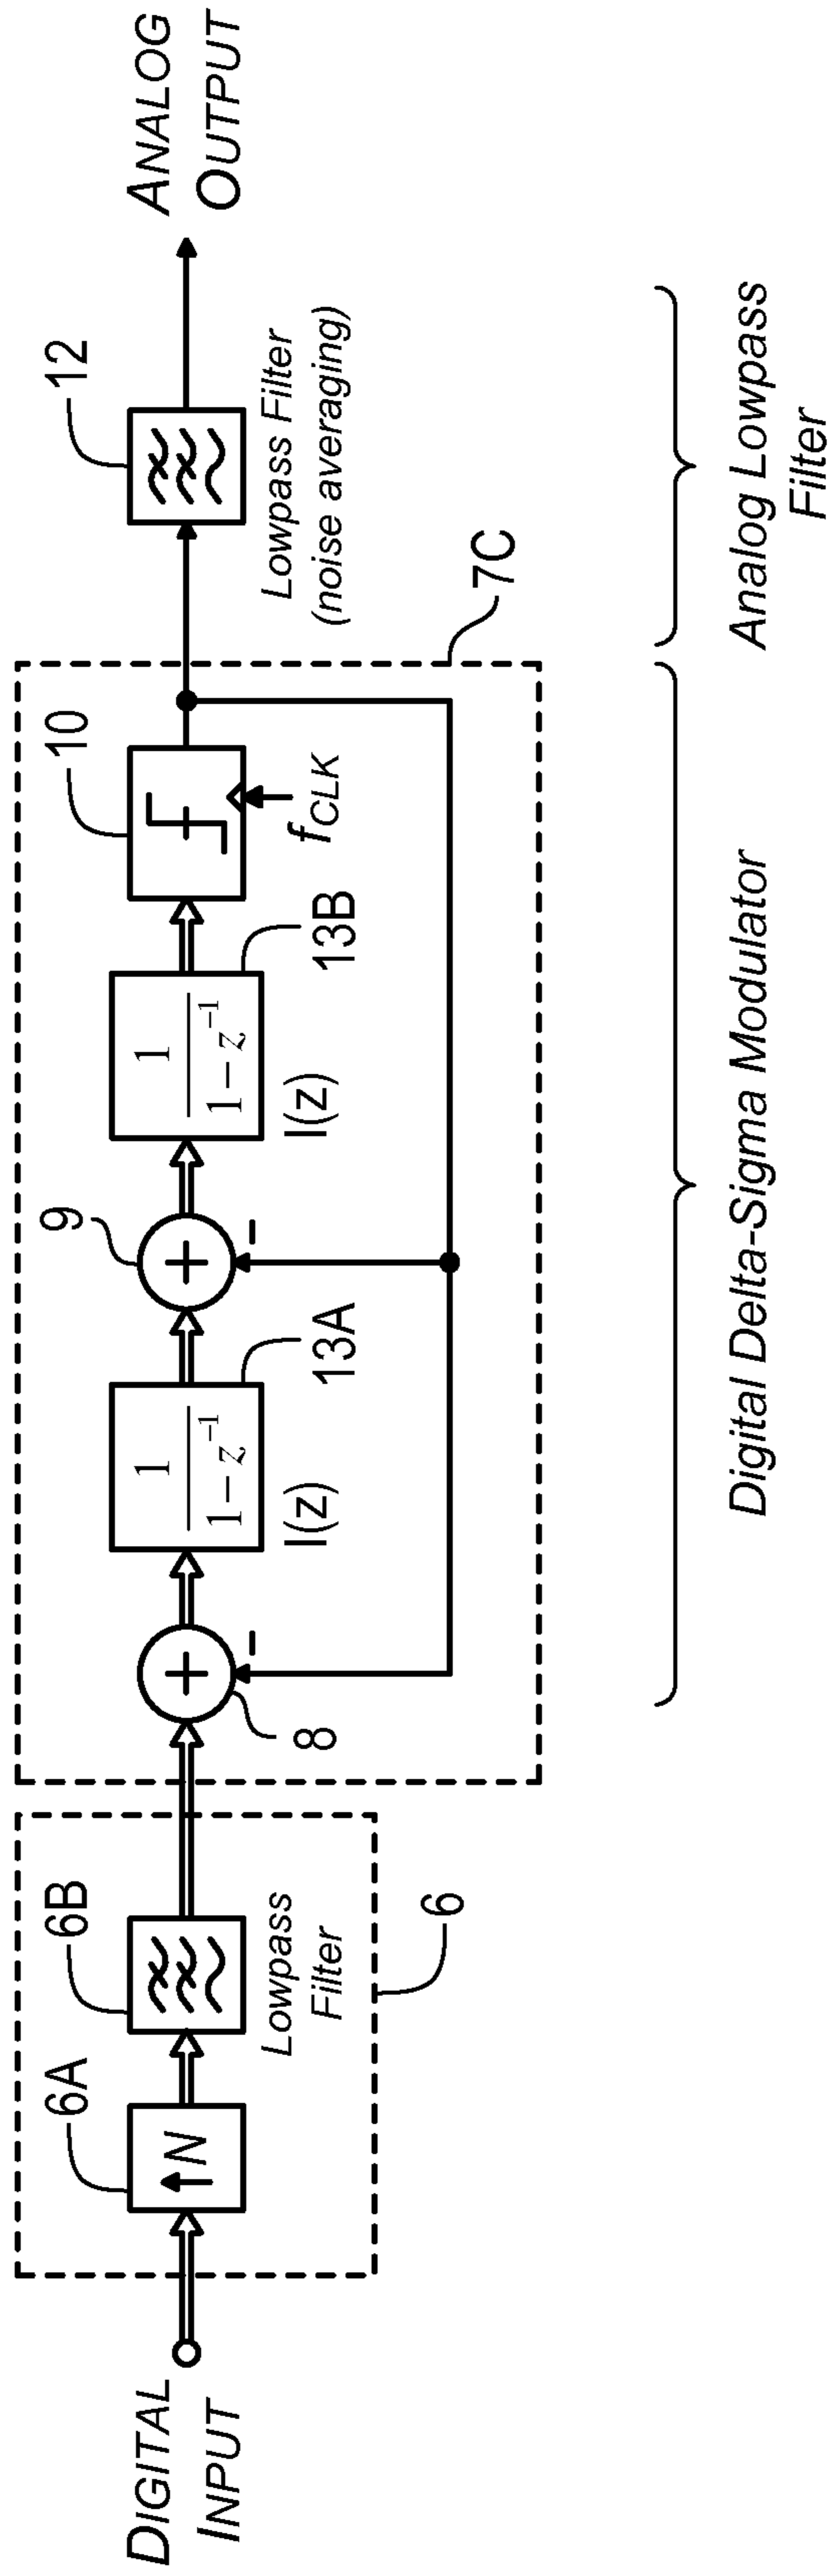 DIGITAL
INPUT
6A
↑N
6B
Lowpass
Filter
6
8
+
-
13A
1
1-z⁻¹
I(z)
9
+
-
13B
1
1-z⁻¹
I(z)
10
fCLK
7C
12
Lowpass Filter
(noise averaging)
ANALOG
OUTPUT
Digital Delta-Sigma Modulator
Analog Lowpass
Filter